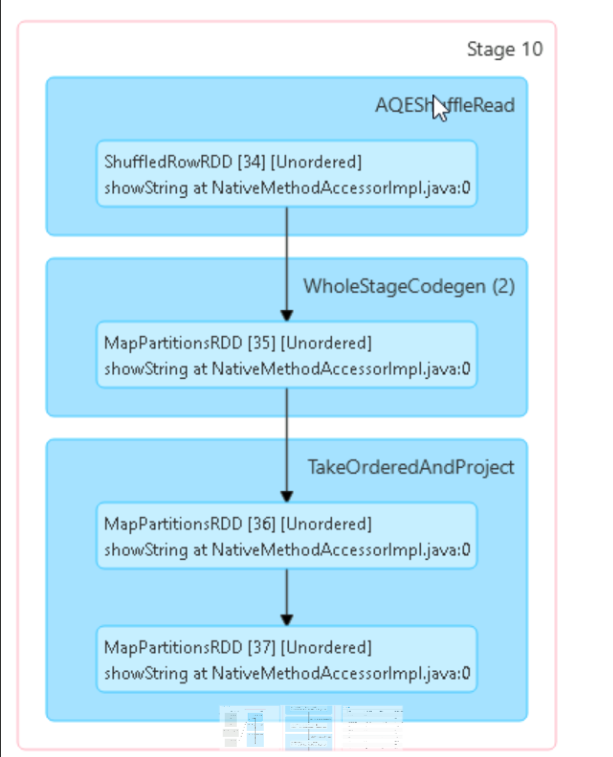 Stage 10
AQEShuffleRead
ShuffledRowRDD [34] [Unordered]
showString at NativeMethodAccessorImpl.java:0
WholeStageCodegen (2)
MapPartitionsRDD [35] [Unordered]
showString at NativeMethodAccessorImpl.java:0
TakeOrderedAndProject
MapPartitionsRDD [36] [Unordered]
showString at NativeMethodAccessorImpl.java:0
MapPartitionsRDD [37] [Unordered]
showString at NativeMethodAccessorImpl.java:0